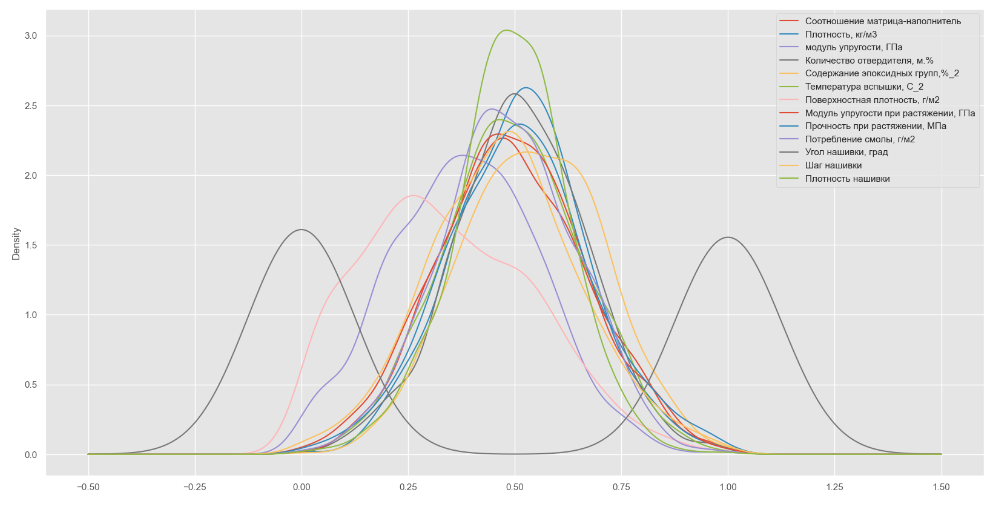 Соотношение матрица-наполнитель
Плотность, кг/м3
модуль упругости, ГПа
Количество отвердителя, м.%
Содержание эпоксидных групп,%_2
Температура вспышки, С_2
Поверхностная плотность, г/м2
Модуль упругости при растяжении, ГПа
Прочность при растяжении, МПа
Потребление смолы, г/м2
Угол нашивки, град
Шаг нашивки
Плотность нашивки
3.0
2.5
2.0
1.5
1.0
0.5
0.0
Density
−0.50 −0.25 0.00 0.25 0.50 0.75 1.00 1.25 1.50